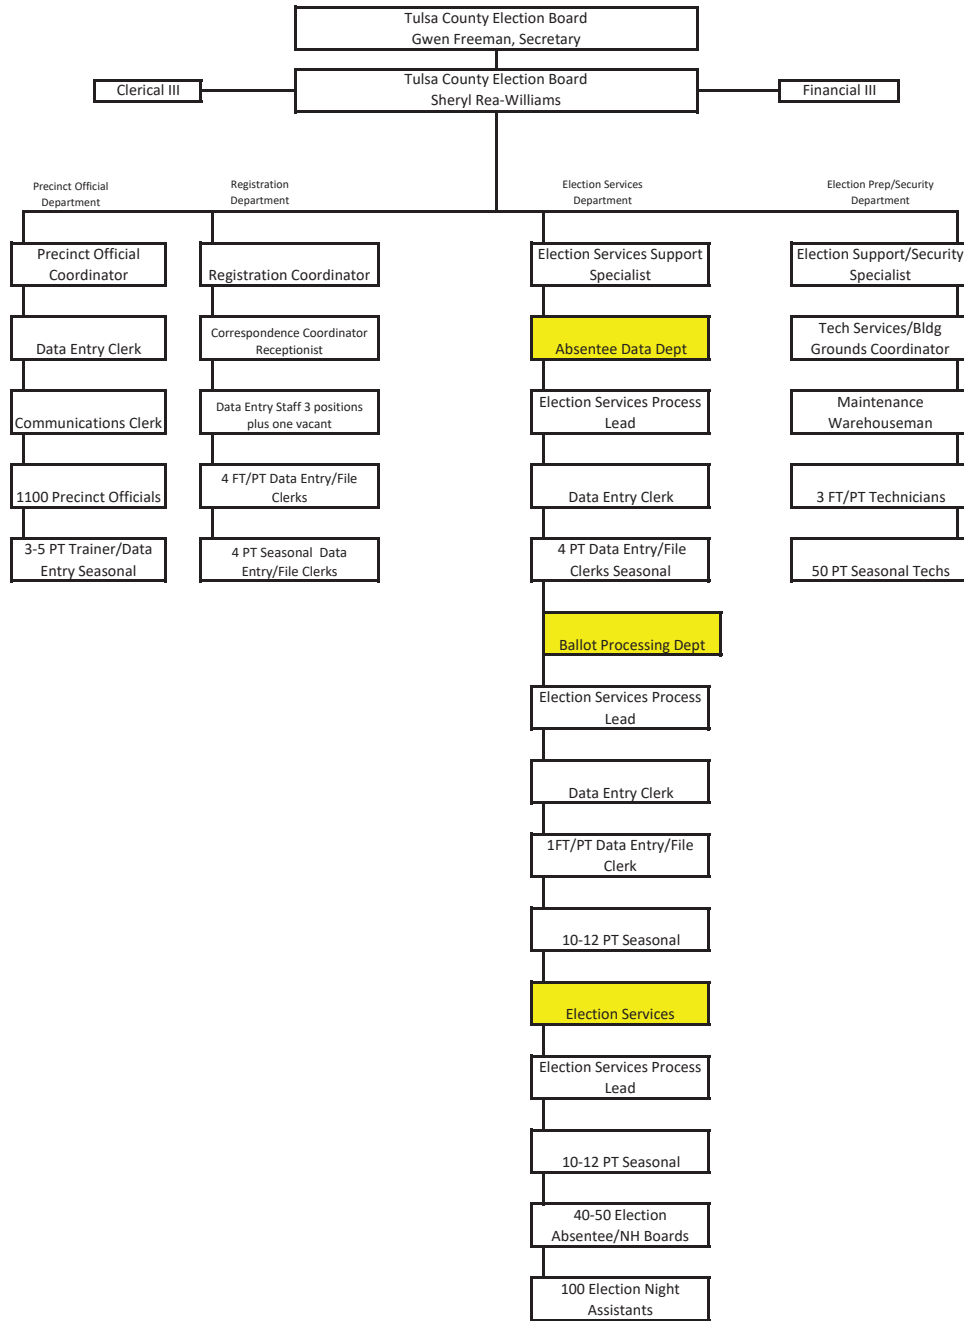 Tulsa County Election Board
Gwen Freeman, Secretary
Clerical III
Tulsa County Election Board
Sheryl Rea-Williams
Financial III
Precinct Official
Department
Registration
Department
Election Services
Department
Election Prep/Security
Department
Precinct Official
Coordinator
Registration Coordinator
Election Services Support
Specialist
Election Support/Security
Specialist
Data Entry Clerk
Correspondence Coordinator
Receptionist
Absentee Data Dept
Tech Services/Bldg
Grounds Coordinator
Communications Clerk
Data Entry Staff 3 positions
plus one vacant
Election Services Process
Lead
Maintenance
Warehouseman
1100 Precinct Officials
4 FT/PT Data Entry/File
Clerks
Data Entry Clerk
3 FT/PT Technicians
3-5 PT Trainer/Data
Entry Seasonal
4 PT Seasonal  Data
Entry/File Clerks
4 PT Data Entry/File
Clerks Seasonal
50 PT Seasonal Techs
Ballot Processing Dept
Election Services Process
Lead
Data Entry Clerk
1FT/PT Data Entry/File
Clerk
10-12 PT Seasonal
Election Services
Election Services Process
Lead
10-12 PT Seasonal
40-50 Election
Absentee/NH Boards
100 Election Night
Assistants